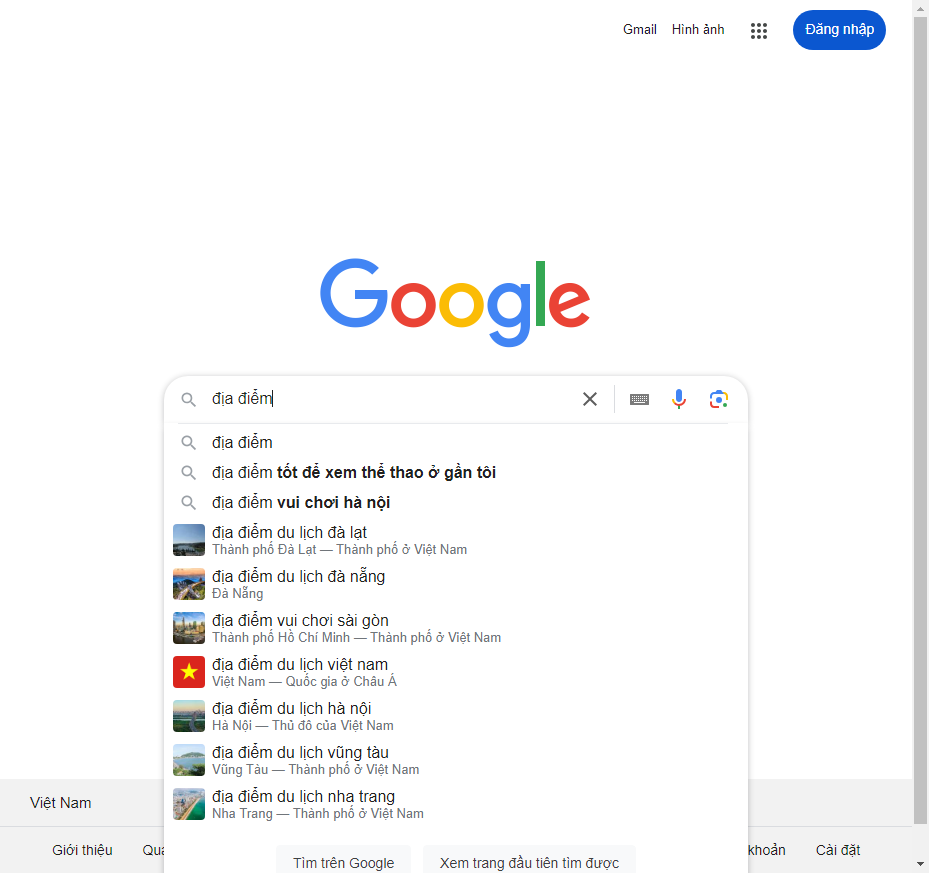 Gmail Hình ảnh Đăng nhập
Google
địa điểm
địa điểm
địa điểm tốt để xem thể thao ở gần tôi
địa điểm vui chơi hà nội
địa điểm du lịch đà lạt
Thành phố Đà Lạt — Thành phố ở Việt Nam
địa điểm du lịch đà nẵng
Đà Nẵng
địa điểm vui chơi sài gòn
Thành phố Hồ Chí Minh — Thành phố ở Việt Nam
địa điểm du lịch việt nam
Việt Nam — Quốc gia ở Châu Á
địa điểm du lịch hà nội
Hà Nội — Thủ đô của Việt Nam
địa điểm du lịch vũng tàu
Vũng Tàu — Thành phố ở Việt Nam
địa điểm du lịch nha trang
Nha Trang — Thành phố ở Việt Nam
Việt Nam
Giới thiệu khoản Cài đặt
Tìm trên Google Xem trang đầu tiên tìm được